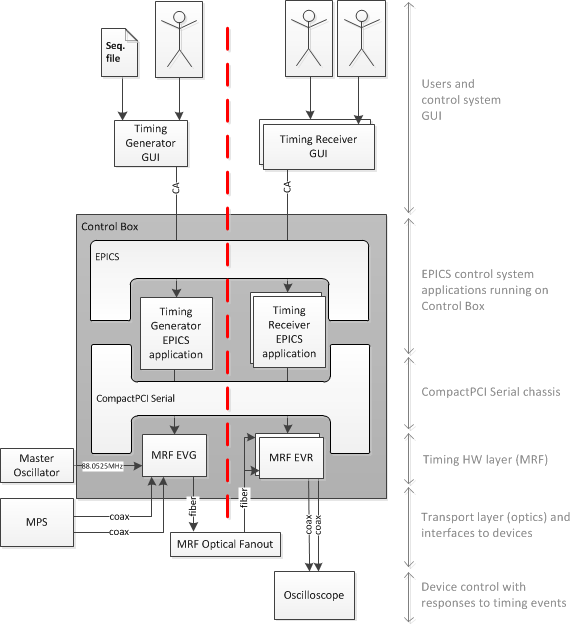 Seq.
file
Users and
control system
GUI
Timing
Generator
GUI
Timing Receiver
GUI
CA
CA
Control Box
EPICS
EPICS control system
applications running on
Control Box
Timing
Generator
EPICS
application
Timing
Receiver
EPICS
application
CompactPCI Serial
CompactPCI Serial chassis
Master
Oscillator
88.0525MHz
MRF EVG
MRF EVR
Timing HW layer (MRF)
MPS
coax
coax
fiber
fiber
coax
coax
MRF Optical Fanout
Transport layer (optics) and
interfaces to devices
Oscilloscope
Device control with
responses to timing events